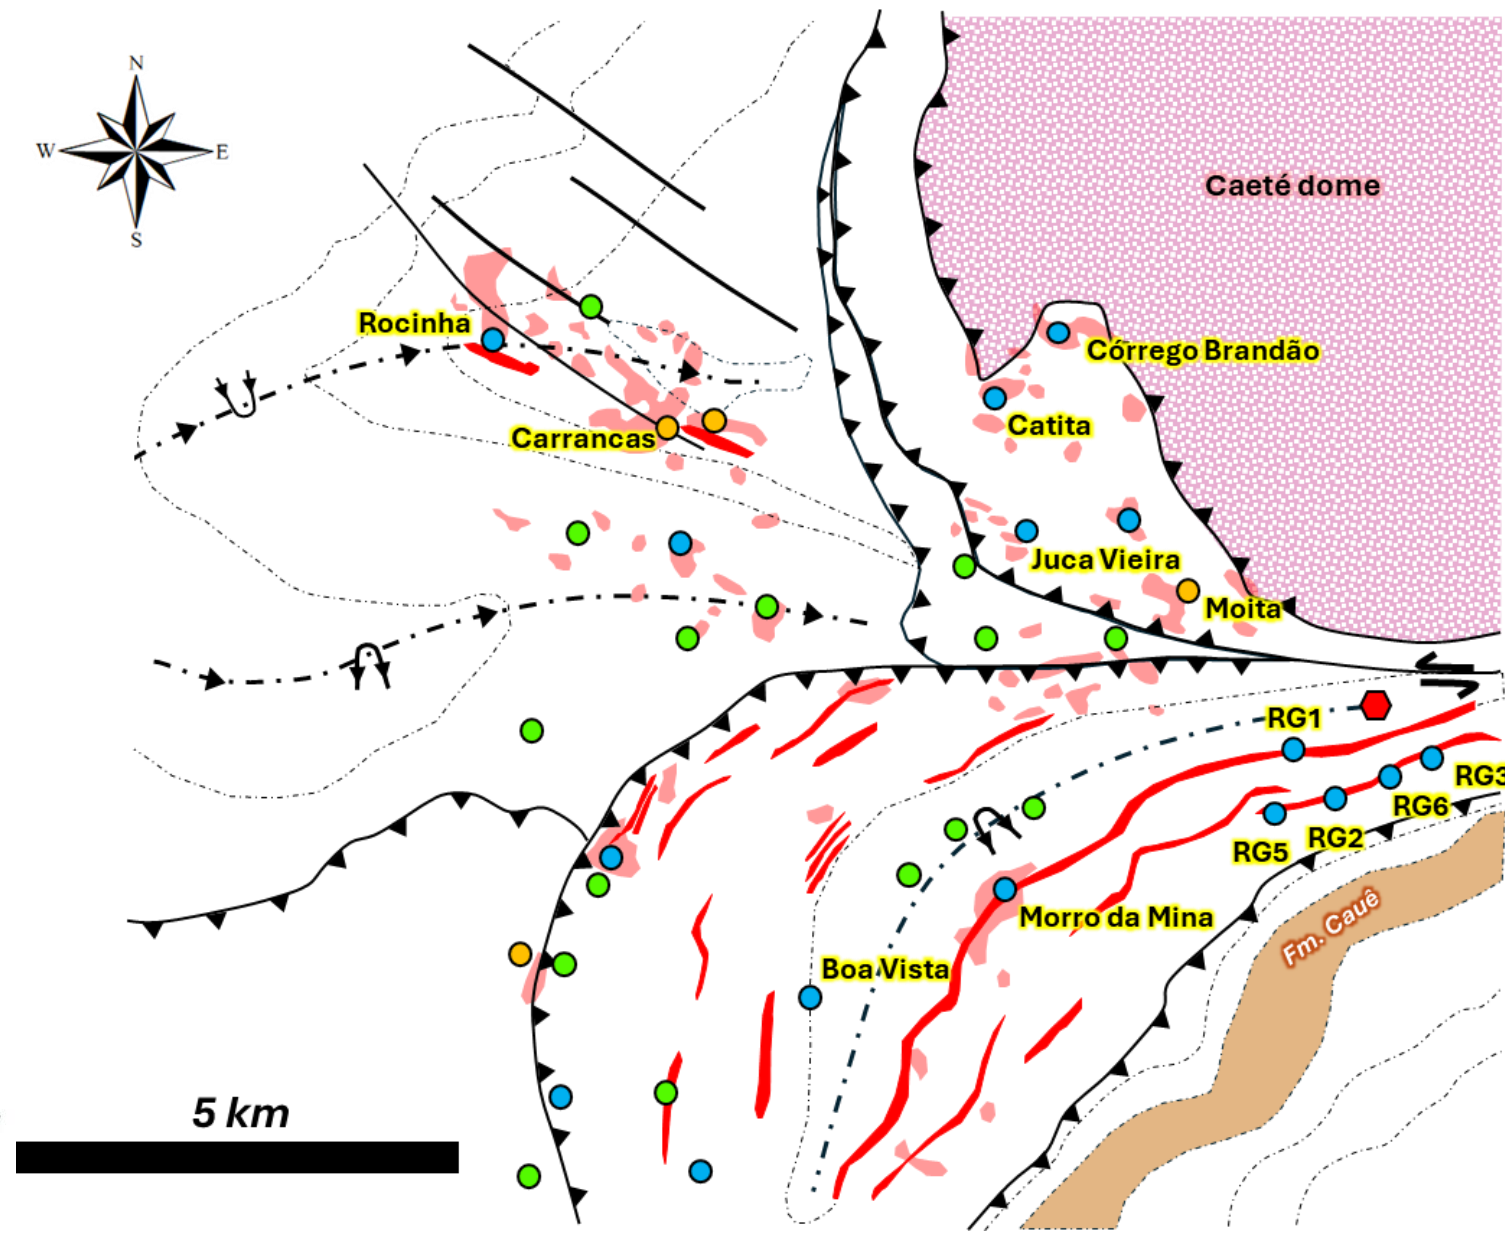 N
W E
S
Caeté dome
Rocinha
Córrego Brandão
Catita
Carrancas
Juca Vieira
Moita
RG1
RG3
RG6
RG2
RG5
Fm. Cauê
Morro da Mina
Boa Vista
5 km